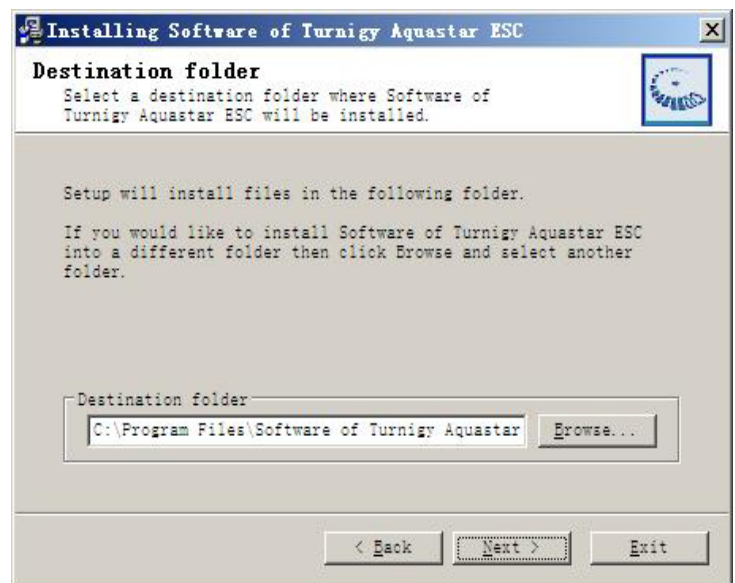 Installing Software of Turnigy Aquastar ESC
Destination folder
Select a destination folder where Software of
Turnigy Aquastar ESC will be installed.
Setup will install files in the following folder.
If you would like to install Software of Turnigy Aquastar ESC
into a different folder then click Browse and select another
folder.
Destination folder
C:\Program Files\Software of Turnigy Aquastar
Browse...
< Back
Next >
Exit